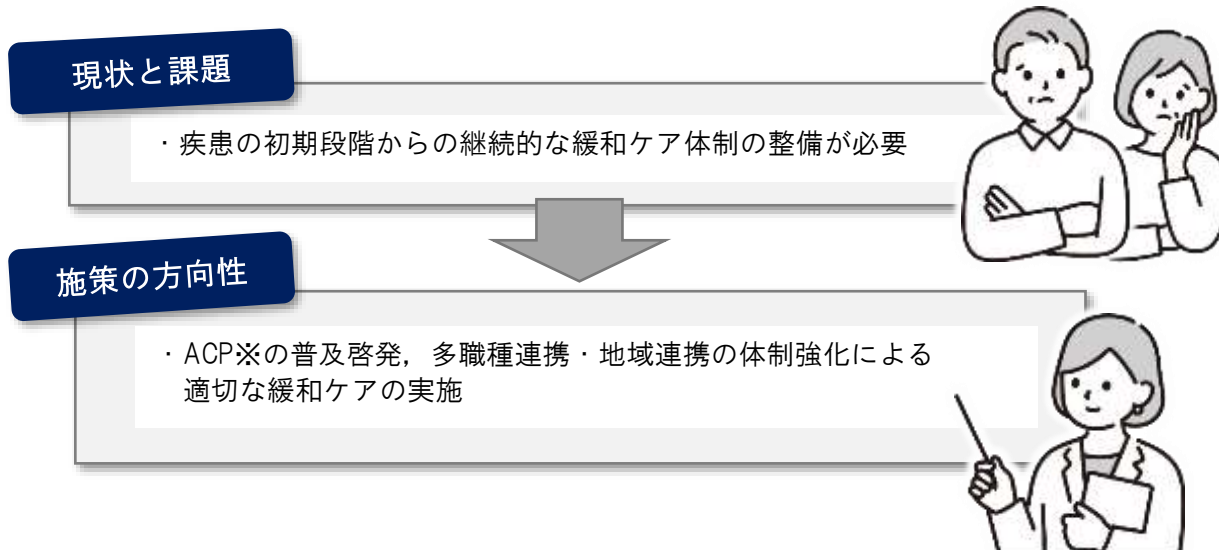 現状と課題
・疾患の初期段階からの継続的な緩和ケア体制の整備が必要
施策の方向性
・ACP※の普及啓発，多職種連携・地域連携の体制強化による
適切な緩和ケアの実施